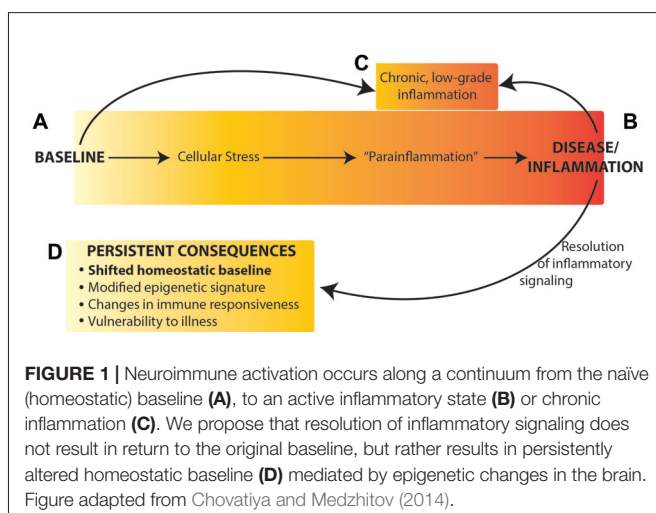 C
Chronic, low-grade
inflammation
A
B
BASELINE
Cellular Stress
"Parainflammation"
DISEASE/
INFLAMMATION
D
PERSISTENT CONSEQUENCES
• Shifted homeostatic baseline
• Modified epigenetic signature
• Changes in immune responsiveness
• Vulnerability to illness
Resolution
of inflammatory
signaling
FIGURE 1 | Neuroimmune activation occurs along a continuum from the naïve
(homeostatic) baseline (A), to an active inflammatory state (B) or chronic
inflammation (C). We propose that resolution of inflammatory signaling does
not result in return to the original baseline, but rather results in persistently
altered homeostatic baseline (D) mediated by epigenetic changes in the brain.
Figure adapted from Chovatiya and Medzhitov (2014).